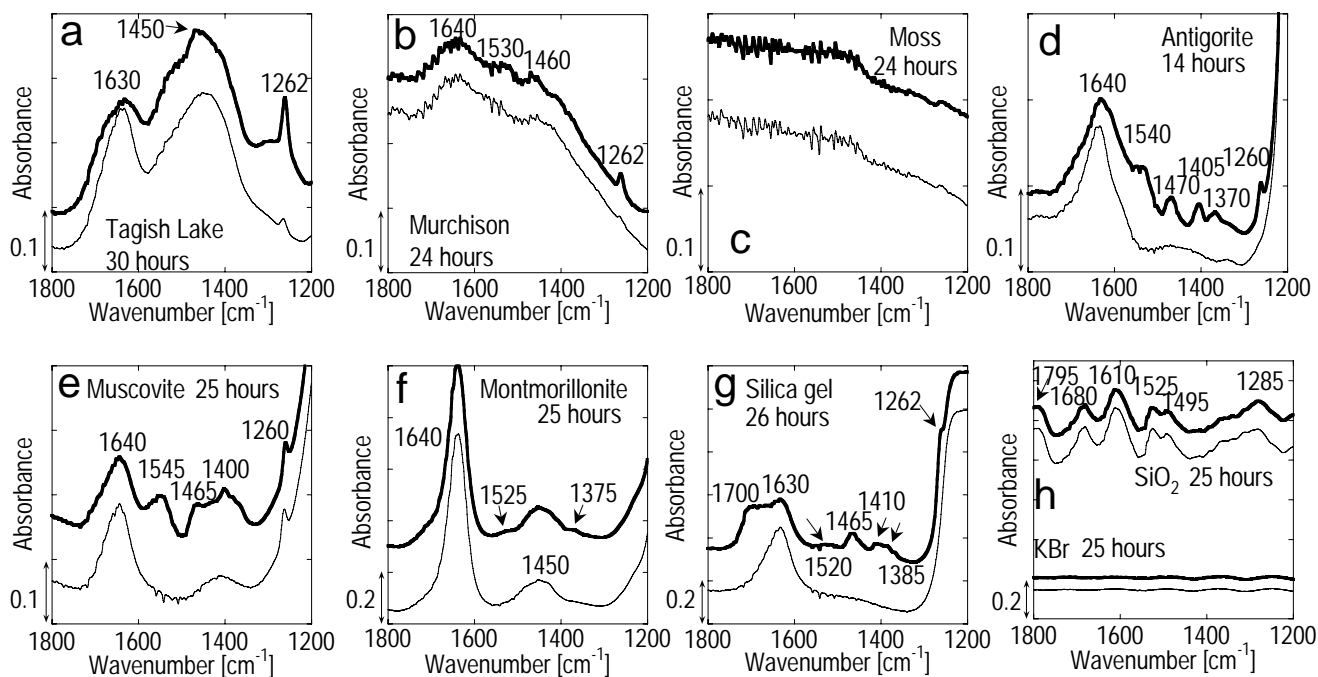 a
1450
1630
1262
Absorbance
0.1
Tagish Lake
30 hours
1800 1600 1400 1200
Wavenumber [cm-1]
b
1640
1530
1460
1262
Absorbance
0.1
Murchison
24 hours
1800 1600 1400 1200
Wavenumber [cm-1]
Moss
24 hours
Absorbance
0.1
c
1800 1600 1400 1200
Wavenumber [cm-1]
d
Antigorite
14 hours
1640
1540
1405 1260
1470 1370
Absorbance
0.1
1800 1600 1400 1200
Wavenumber [cm-1]
e
Muscovite 25 hours
1640
1260
1545
1400
1465
Absorbance
0.1
1800 1600 1400 1200
Wavenumber [cm-1]
f
Montmorillonite
25 hours
1640
1525
1375
1450
Absorbance
0.2
1800 1600 1400 1200
Wavenumber [cm-1]
g
Silica gel
26 hours
1262
1700 1630
1465 1410
1520 1385
Absorbance
0.2
1800 1600 1400 1200
Wavenumber [cm-1]
1795 1610
1680 1525 1285
1495
SiO2 25 hours
h
KBr 25 hours
Absorbance
0.2
1800 1600 1400 1200
Wavenumber [cm-1]